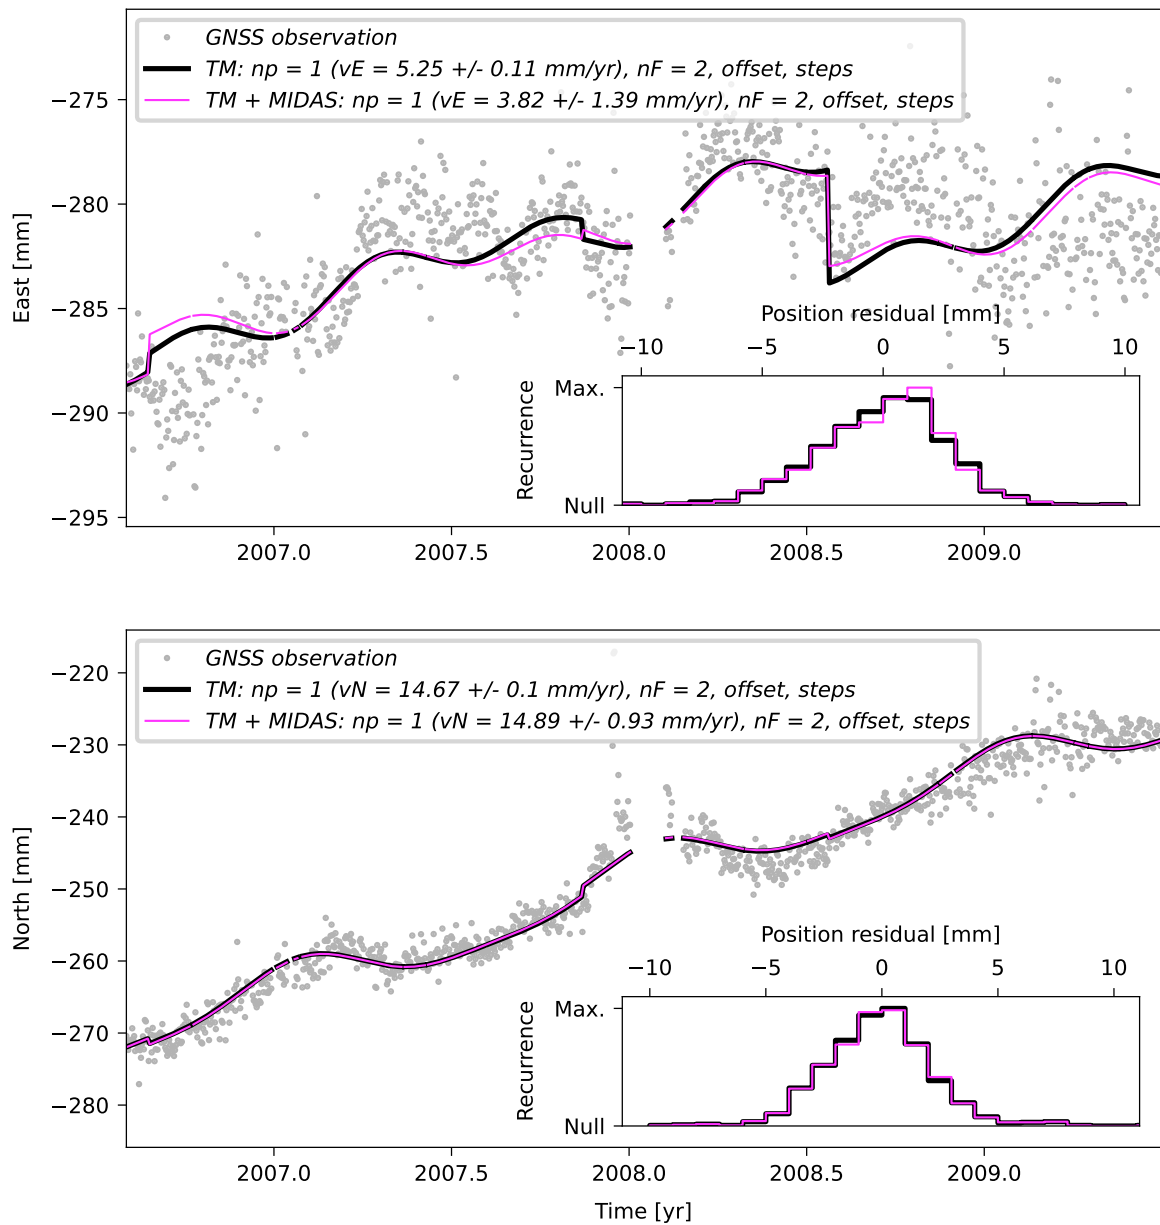 GNSS observation
TM: np = 1 (vE = 5.25 +/- 0.11 mm/yr), nF = 2, offset, steps
TM + MIDAS: np = 1 (vE = 3.82 +/- 1.39 mm/yr), nF = 2, offset, steps
−275
−280
−285
−290
−295
East [mm]
Position residual [mm]
−10 −5 0 5 10
Max.
Null
Recurrence
2007.0 2007.5 2008.0 2008.5 2009.0
GNSS observation
TM: np = 1 (vN = 14.67 +/- 0.1 mm/yr), nF = 2, offset, steps
TM + MIDAS: np = 1 (vN = 14.89 +/- 0.93 mm/yr), nF = 2, offset, steps
−220
−230
−240
−250
−260
−270
−280
North [mm]
Position residual [mm]
−10 −5 0 5 10
Max.
Null
Recurrence
2007.0 2007.5 2008.0 2008.5 2009.0
Time [yr]